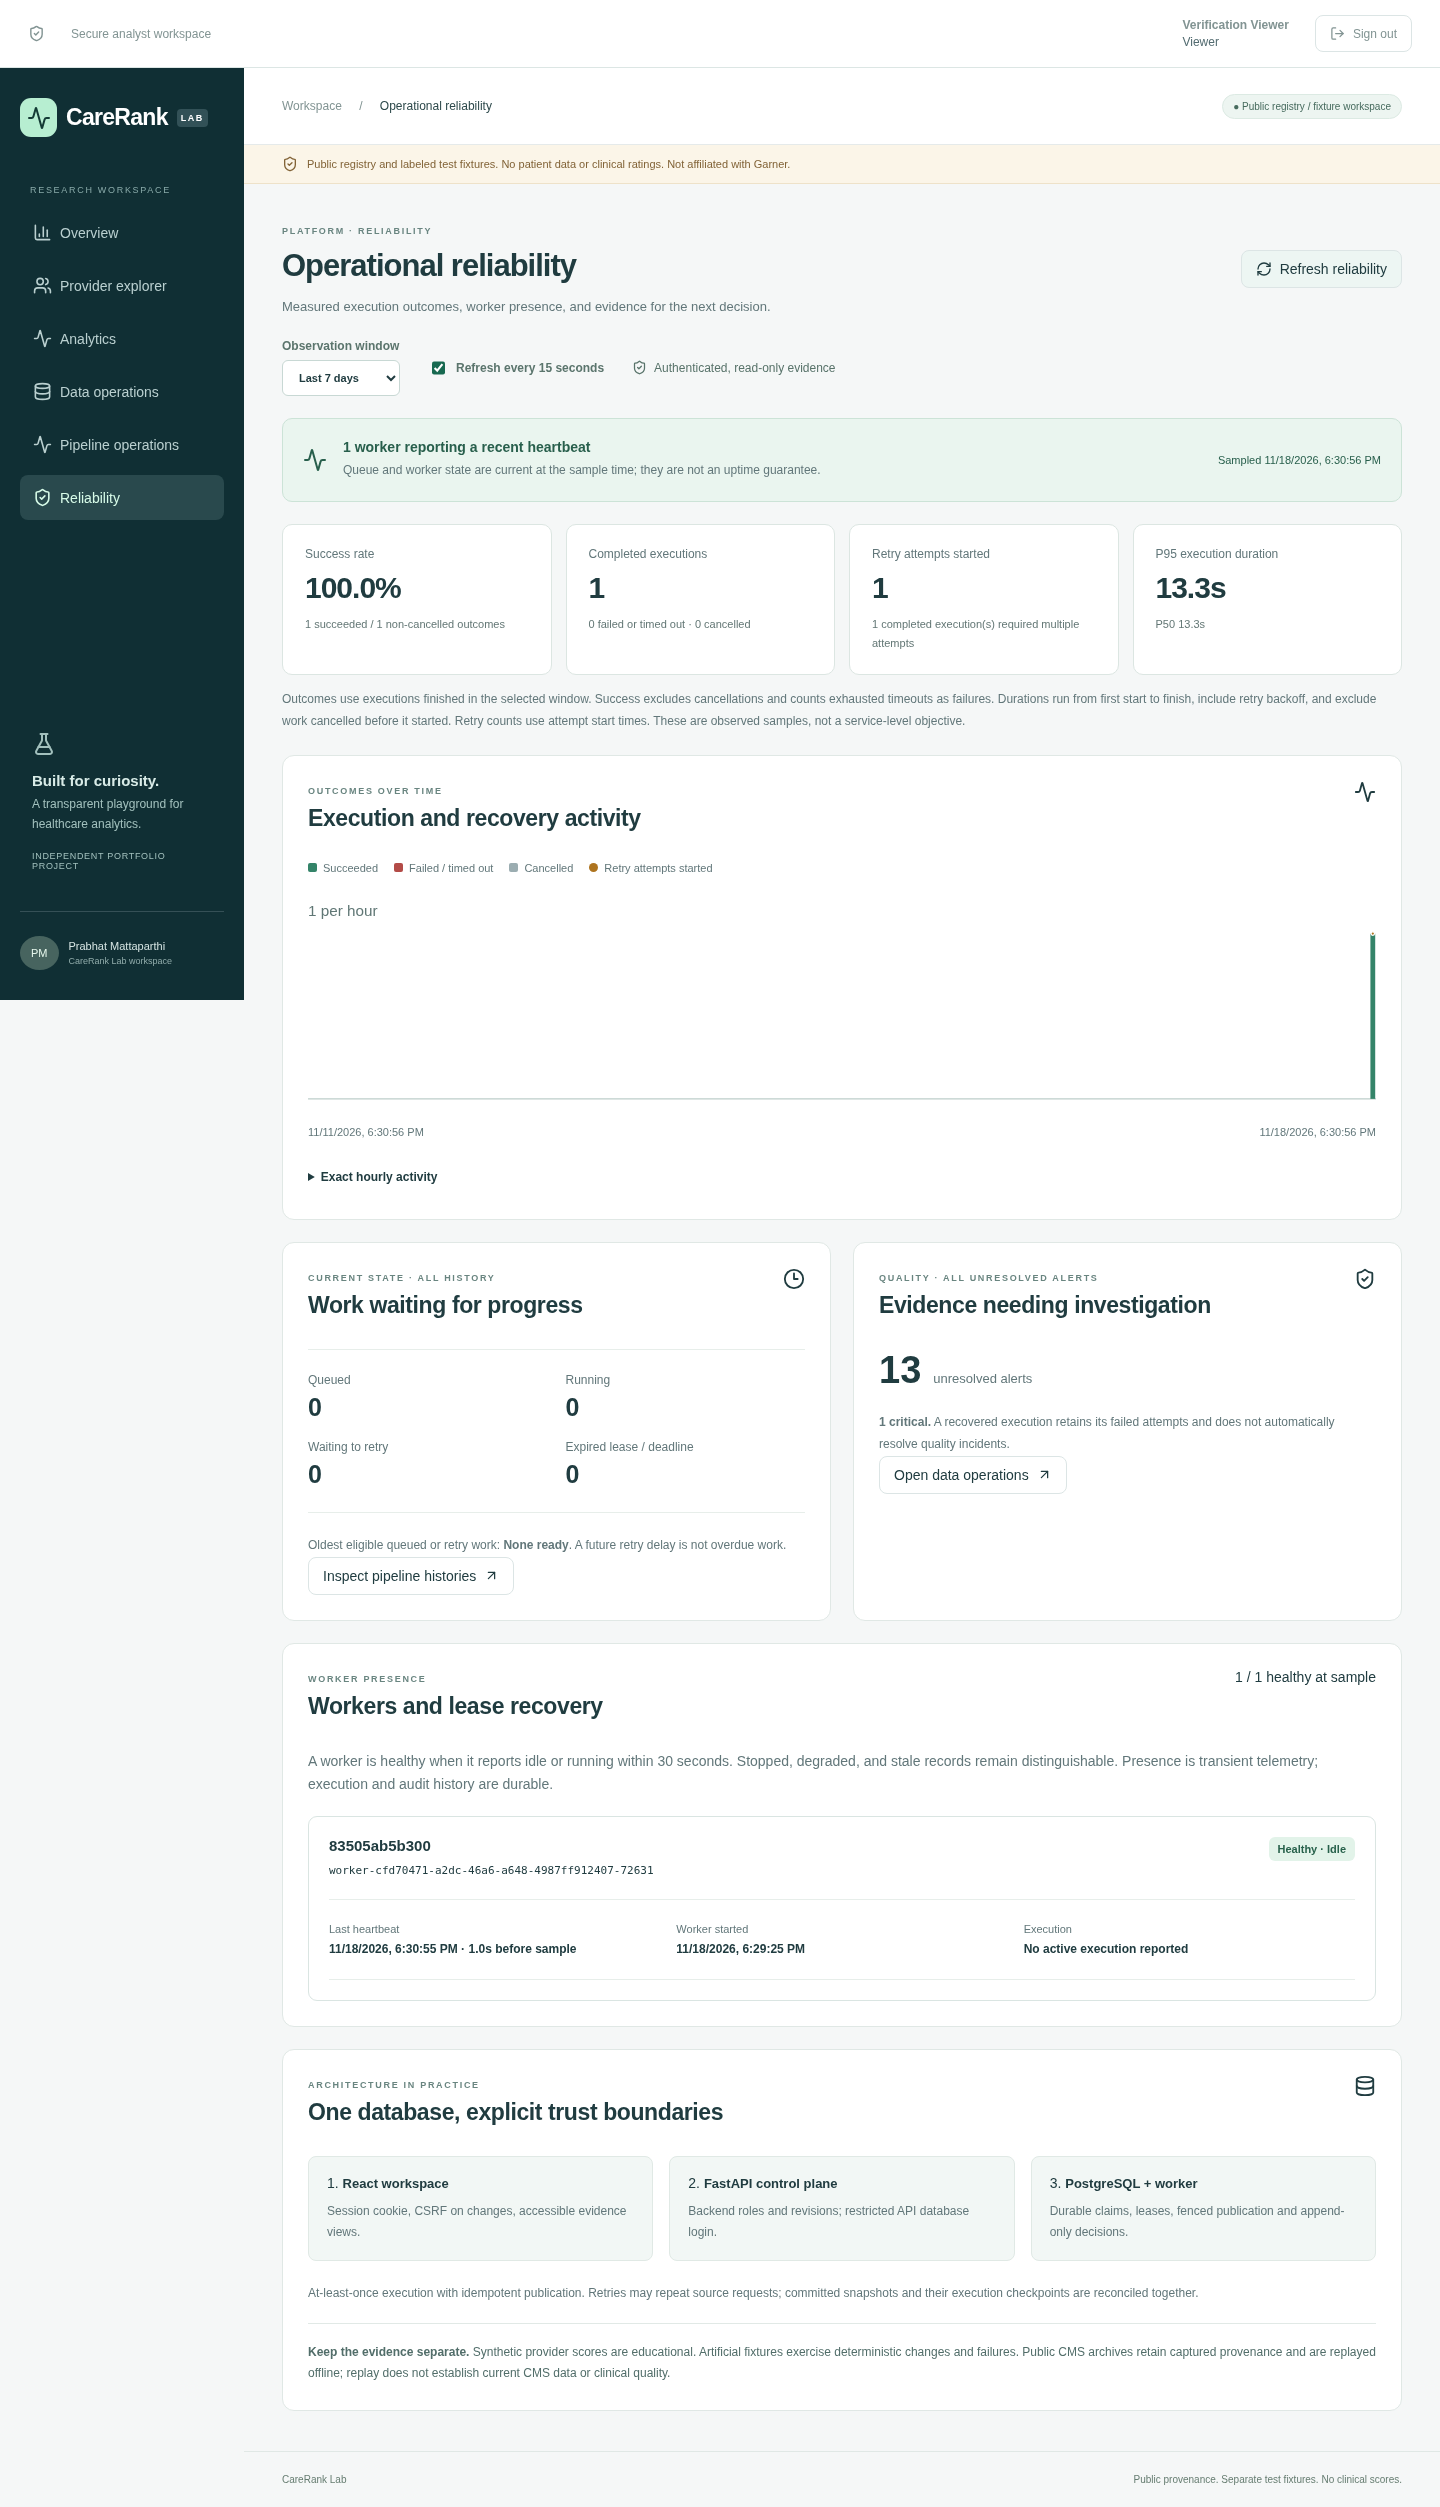 Secure analyst workspace
Verification Viewer
Viewer
Sign out
CareRank LAB
RESEARCH WORKSPACE
Overview
Provider explorer
Analytics
Data operations
Pipeline operations
Reliability
Built for curiosity.
A transparent playground for
healthcare analytics.
INDEPENDENT PORTFOLIO
PROJECT
PM
Prabhat Mattaparthi
CareRank Lab workspace
Workspace / Operational reliability
● Public registry / fixture workspace
Public registry and labeled test fixtures. No patient data or clinical ratings. Not affiliated with Garner.
PLATFORM · RELIABILITY
Operational reliability
Refresh reliability
Measured execution outcomes, worker presence, and evidence for the next decision.
Observation window
Last 7 days
Refresh every 15 seconds
Authenticated, read-only evidence
1 worker reporting a recent heartbeat
Queue and worker state are current at the sample time; they are not an uptime guarantee.
Sampled 11/18/2026, 6:30:56 PM
Success rate
100.0%
1 succeeded / 1 non-cancelled outcomes
Completed executions
1
0 failed or timed out · 0 cancelled
Retry attempts started
1
1 completed execution(s) required multiple
attempts
P95 execution duration
13.3s
P50 13.3s
Outcomes use executions finished in the selected window. Success excludes cancellations and counts exhausted timeouts as failures. Durations run from first start to finish, include retry backoff, and exclude
work cancelled before it started. Retry counts use attempt start times. These are observed samples, not a service-level objective.
OUTCOMES OVER TIME
Execution and recovery activity
Succeeded
Failed / timed out
Cancelled
Retry attempts started
1 per hour
11/11/2026, 6:30:56 PM
11/18/2026, 6:30:56 PM
Exact hourly activity
CURRENT STATE · ALL HISTORY
Work waiting for progress
Queued
0
Running
0
Waiting to retry
0
Expired lease / deadline
0
Oldest eligible queued or retry work: None ready. A future retry delay is not overdue work.
Inspect pipeline histories
QUALITY · ALL UNRESOLVED ALERTS
Evidence needing investigation
13 unresolved alerts
1 critical. A recovered execution retains its failed attempts and does not automatically
resolve quality incidents.
Open data operations
WORKER PRESENCE
Workers and lease recovery
1 / 1 healthy at sample
A worker is healthy when it reports idle or running within 30 seconds. Stopped, degraded, and stale records remain distinguishable. Presence is transient telemetry;
execution and audit history are durable.
83505ab5b300
worker-cfd70471-a2dc-46a6-a648-4987ff912407-72631
Healthy · Idle
Last heartbeat
11/18/2026, 6:30:55 PM · 1.0s before sample
Worker started
11/18/2026, 6:29:25 PM
Execution
No active execution reported
ARCHITECTURE IN PRACTICE
One database, explicit trust boundaries
1. React workspace
Session cookie, CSRF on changes, accessible evidence
views.
2. FastAPI control plane
Backend roles and revisions; restricted API database
login.
3. PostgreSQL + worker
Durable claims, leases, fenced publication and append-
only decisions.
At-least-once execution with idempotent publication. Retries may repeat source requests; committed snapshots and their execution checkpoints are reconciled together.
Keep the evidence separate. Synthetic provider scores are educational. Artificial fixtures exercise deterministic changes and failures. Public CMS archives retain captured provenance and are replayed
offline; replay does not establish current CMS data or clinical quality.
CareRank Lab
Public provenance. Separate test fixtures. No clinical scores.